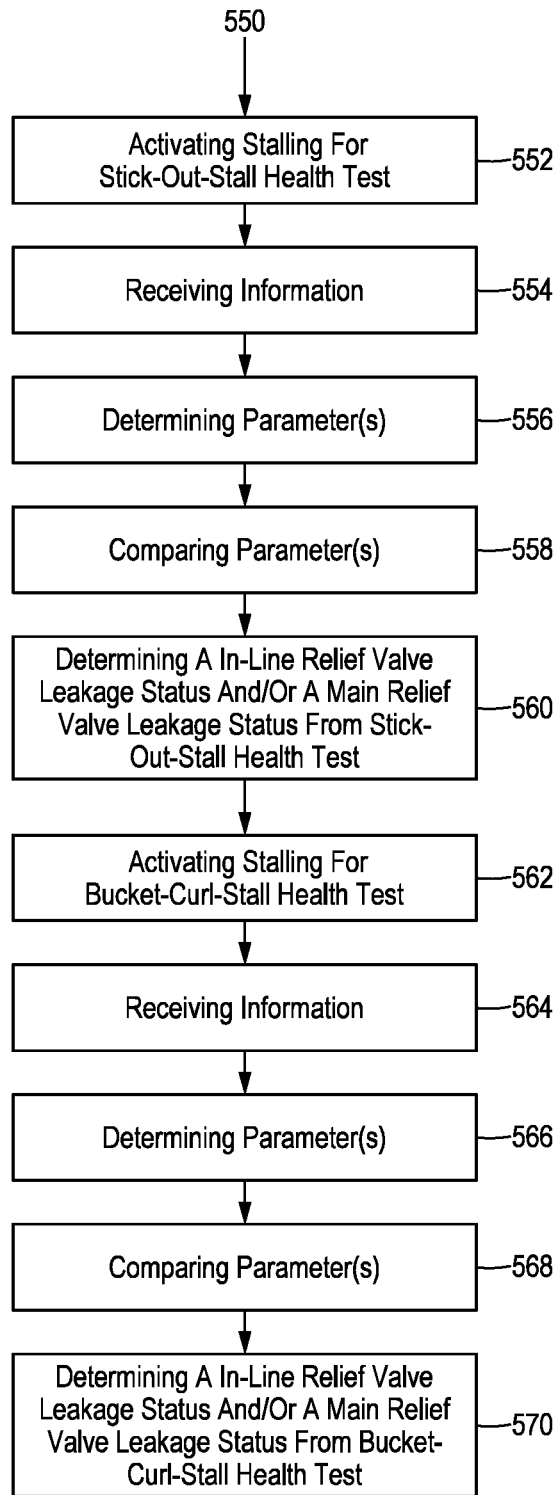 550
Activating Stalling For
Stick-Out-Stall Health Test
552
Receiving Information
554
Determining Parameter(s)
556
Comparing Parameter(s)
558
Determining A In-Line Relief Valve
Leakage Status And/Or A Main Relief
Valve Leakage Status From Stick-
Out-Stall Health Test
560
Activating Stalling For
Bucket-Curl-Stall Health Test
562
Receiving Information
564
Determining Parameter(s)
566
Comparing Parameter(s)
568
Determining A In-Line Relief Valve
Leakage Status And/Or A Main Relief
Valve Leakage Status From Bucket-
Curl-Stall Health Test
570